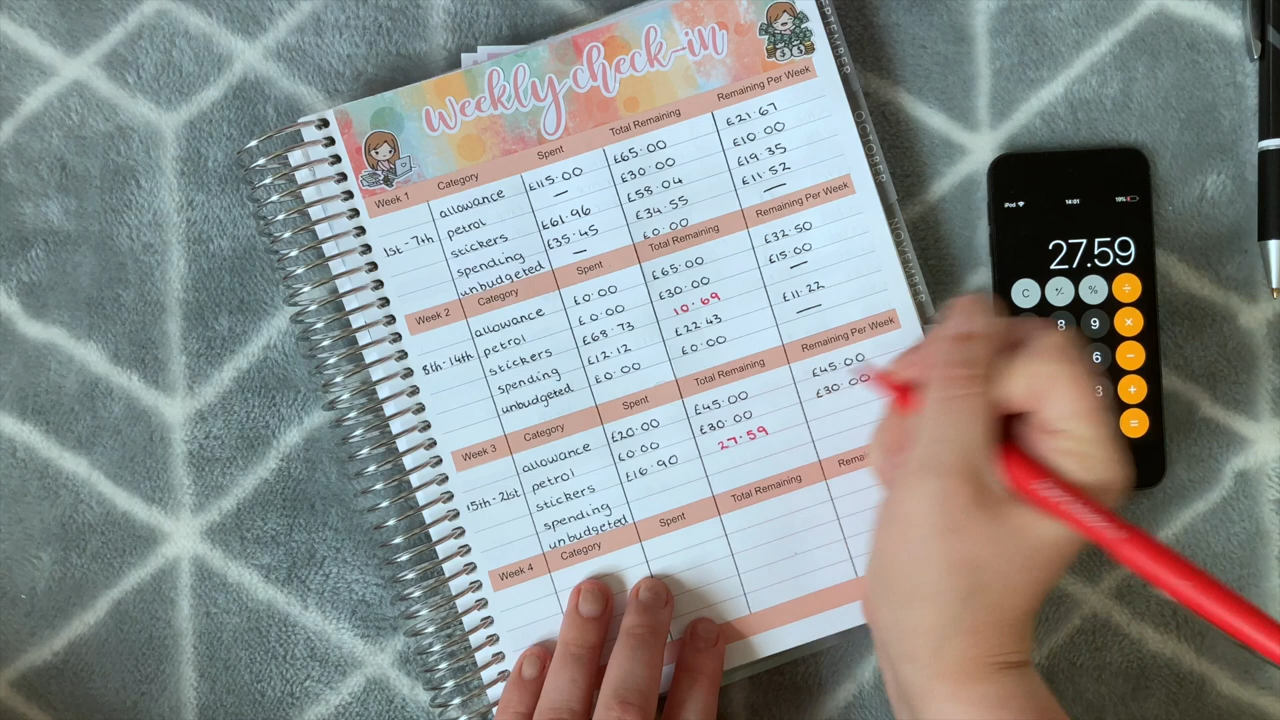 weekly check-in
Week 1 Category Spent Total Remaining Remaining Per Week
1st - 7th allowance £115.00 £65.00 £21.67
petrol — £30.00 £10.00
stickers £61.96 £58.04 £19.35
spending £35.45 £34.55 £11.52
unbudgeted — £0.00 —
Week 2 Category Spent Total Remaining Remaining Per Week
8th - 14th allowance £0.00 £65.00 £32.50
petrol £0.00 £30.00 £15.00
stickers £68.73 10.69 —
spending £12.12 £22.43 £11.22
unbudgeted £0.00 £0.00 —
Week 3 Category Spent Total Remaining Remaining Per Week
15th - 21st allowance £20.00 £45.00 £45.00
petrol £0.00 £30.00 £30.00
stickers £16.90 27.59
spending
unbudgeted
Week 4 Category Spent Total Remaining
SEPTEMBER
OCTOBER
NOVEMBER
iPod 14:01 19%
27.59
C +/- % ÷
8 9 ×
6 −
3 +
=